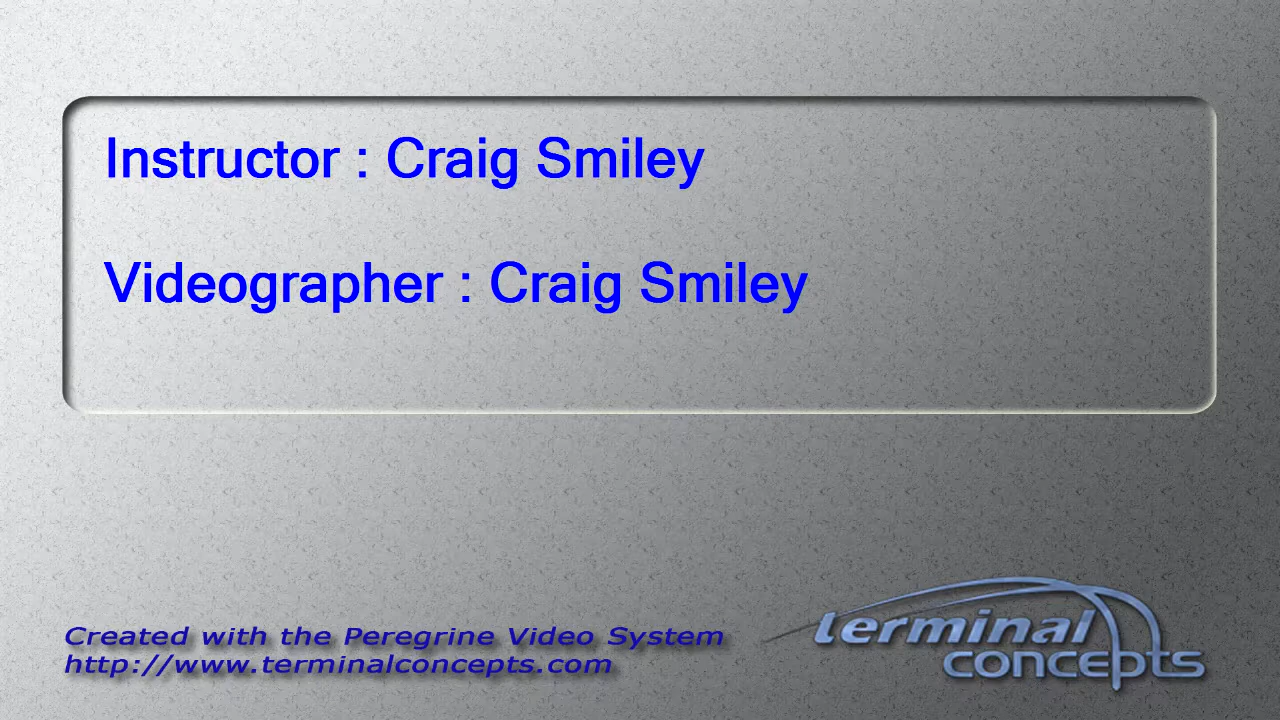 Instructor : Craig Smiley
Videographer : Craig Smiley
Created with the Peregrine Video System
http://www.terminalconcepts.com
terminal
concepts